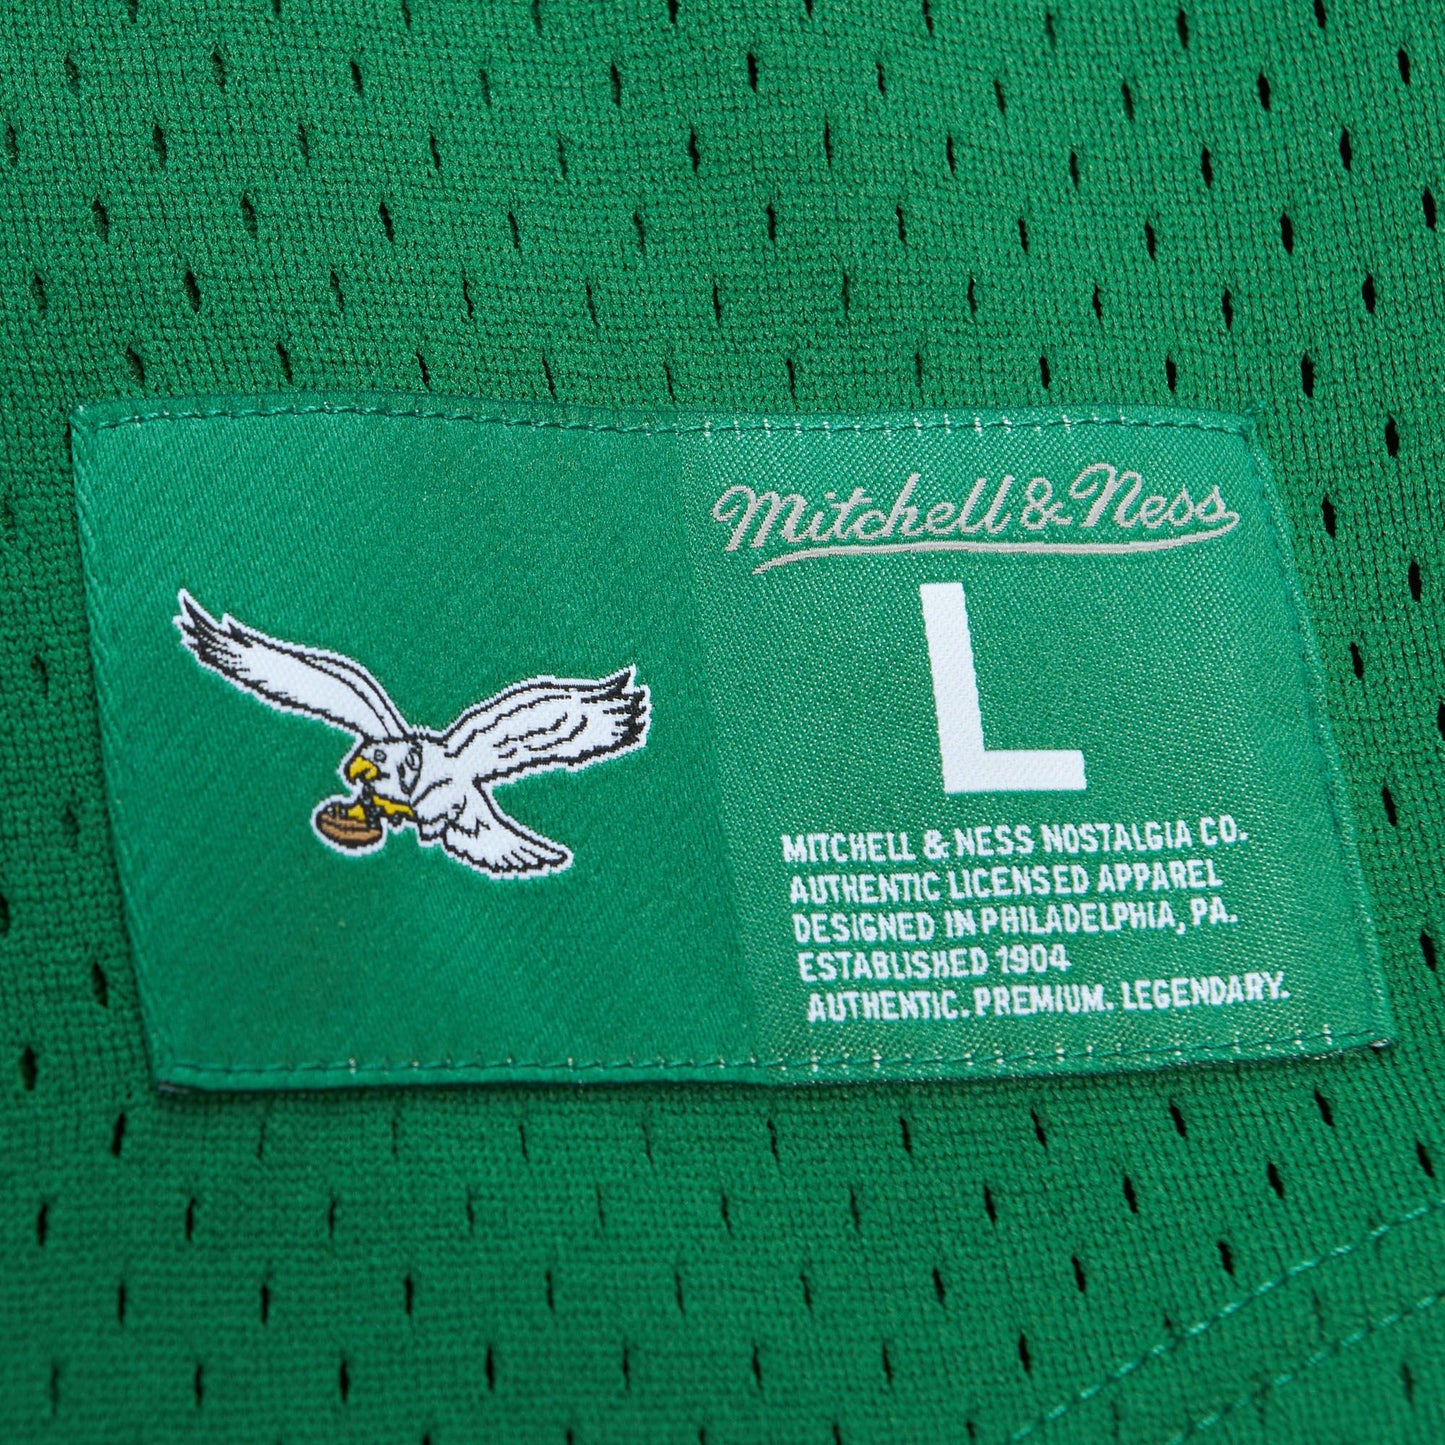 Mitchell & Ness
L
MITCHELL & NESS NOSTALGIA CO.
AUTHENTIC LICENSED APPAREL
DESIGNED IN PHILADELPHIA, PA.
ESTABLISHED 1904
AUTHENTIC. PREMIUM. LEGENDARY.